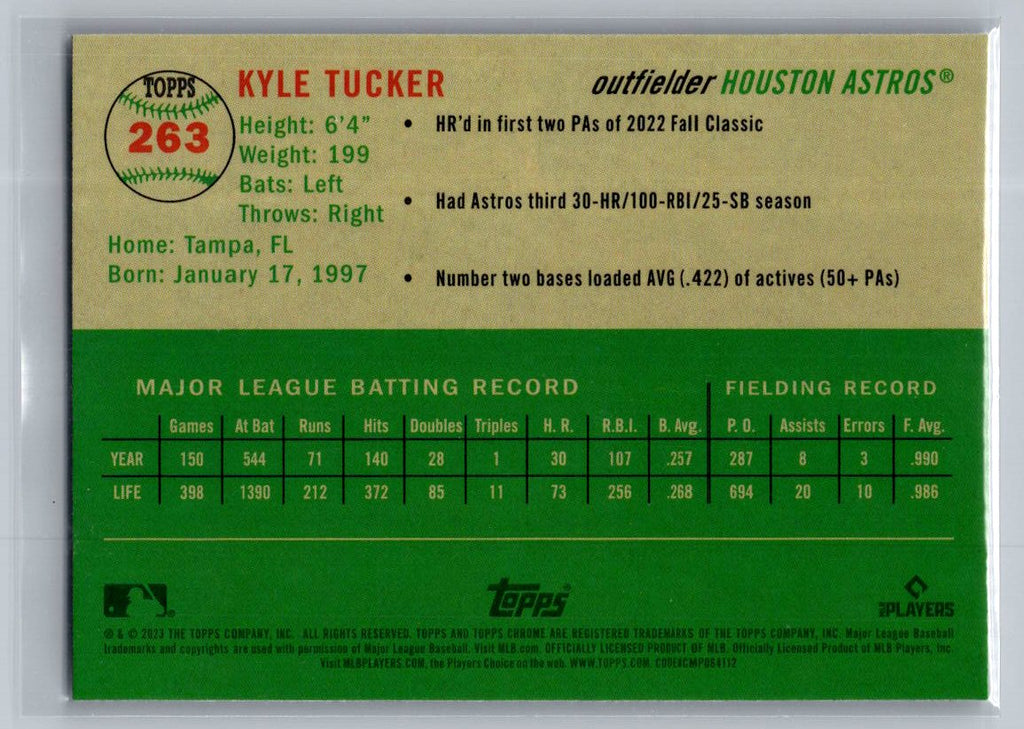 TOPPS
263
KYLE TUCKER
outfielder HOUSTON ASTROS®
Height: 6'4"
Weight: 199
Bats: Left
Throws: Right
Home: Tampa, FL
Born: January 17, 1997
• HR'd in first two PAs of 2022 Fall Classic
• Had Astros third 30-HR/100-RBI/25-SB season
• Number two bases loaded AVG (.422) of actives (50+ PAs)
MAJOR LEAGUE BATTING RECORD FIELDING RECORD
Games At Bat Runs Hits Doubles Triples H. R. R.B.I. B. Avg. P. O. Assists Errors F. Avg.
YEAR 150 544 71 140 28 1 30 107 .257 287 8 3 .990
LIFE 398 1390 212 372 85 11 73 256 .268 694 20 10 .986
Topps
PLAYERS
® & © 2023 THE TOPPS COMPANY, INC. ALL RIGHTS RESERVED. TOPPS AND TOPPS CHROME ARE REGISTERED TRADEMARKS OF THE TOPPS COMPANY, INC. Major League Baseball
trademarks and copyrights are used with permission of Major League Baseball. Visit MLB.com. OFFICIALLY LICENSED PRODUCT OF MLB. Officially Licensed Product of MLB Players, Inc.
Visit MLBPLAYERS.COM, the Players Choice on the web. WWW.TOPPS.COM. CODE#CMP064112